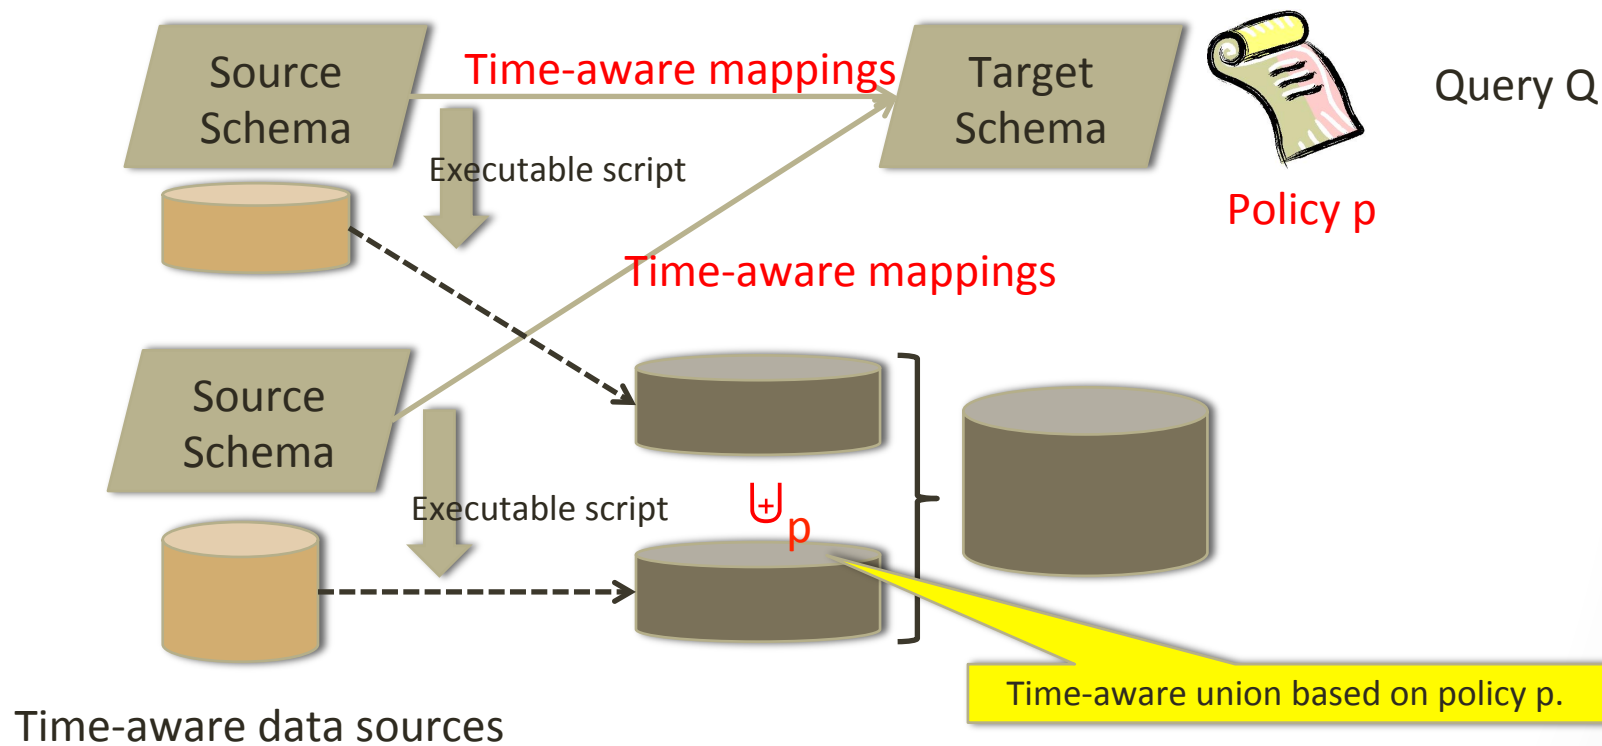 Source
Schema
Time-aware mappings
Target
Schema
Query Q
Executable script
Policy p
Time-aware mappings
Source
Schema
Executable script
⊎p
Time-aware union based on policy p.
Time-aware data sources